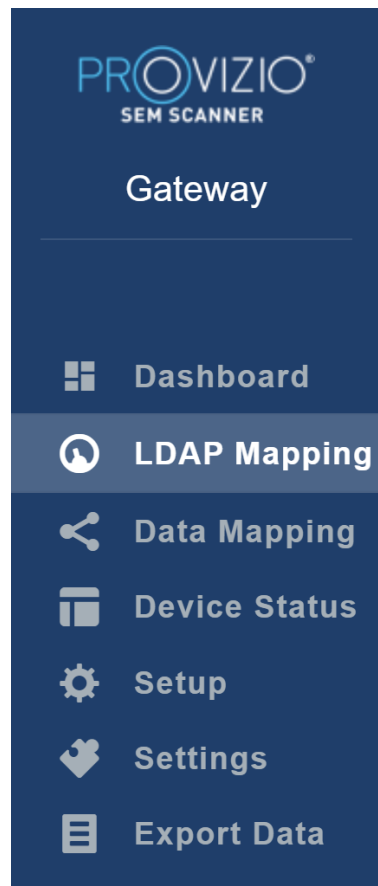 PROVIZIO®
SEM SCANNER
Gateway
Dashboard
LDAP Mapping
Data Mapping
Device Status
Setup
Settings
Export Data